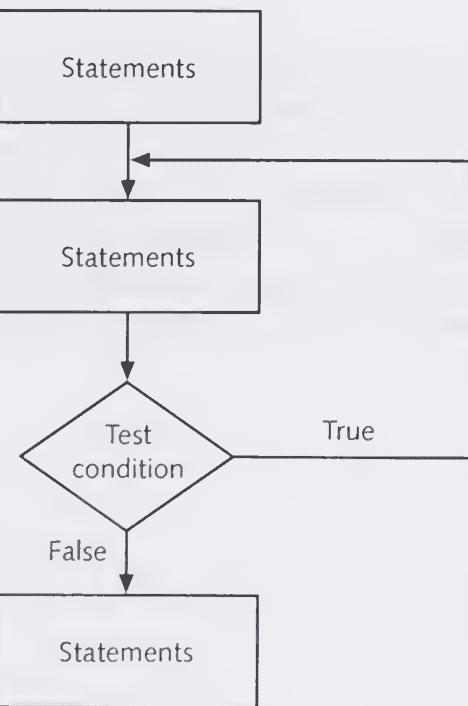 Statements
Statements
Test
condition
True
False
Statements